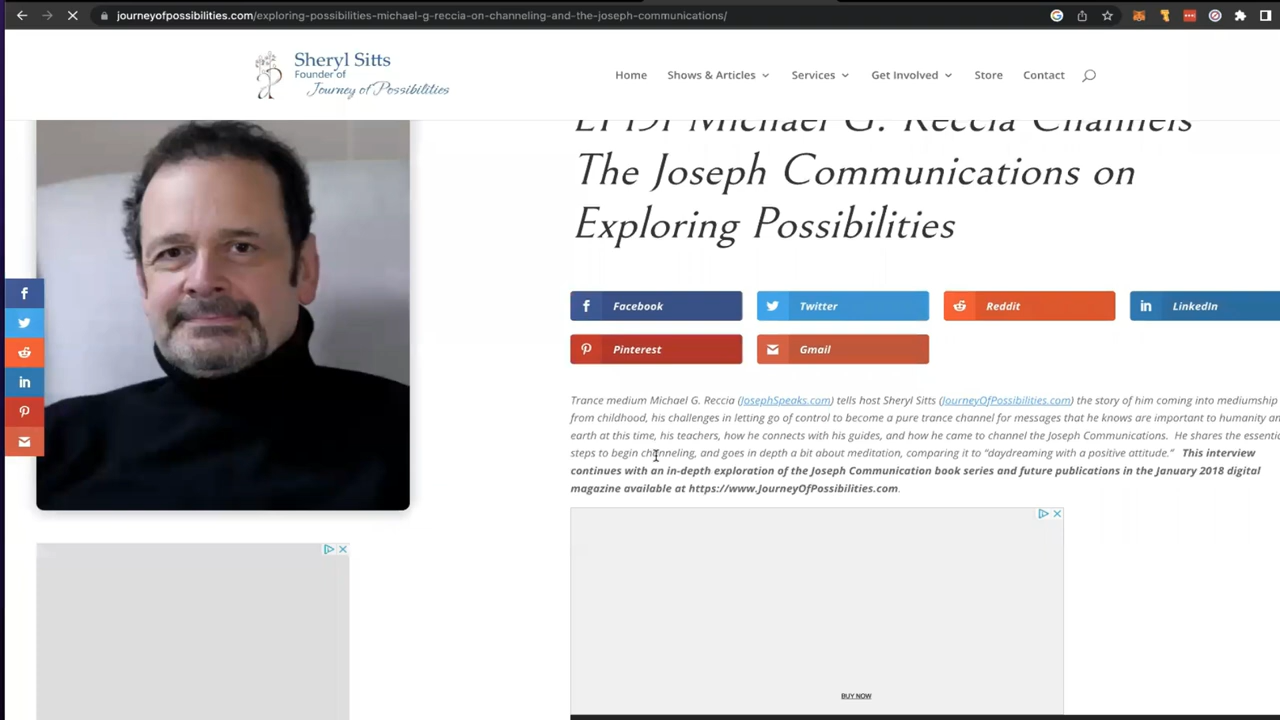 journeyofpossibilities.com/exploring-possibilities-michael-g-reccia-on-channeling-and-the-joseph-communications/
Sheryl Sitts
Founder of
Journey of Possibilities
Home Shows & Articles Services Get Involved Store Contact
Michael G. Reccia Channels
The Joseph Communications on
Exploring Possibilities
Facebook Twitter Reddit LinkedIn
Pinterest Gmail
Trance medium Michael G. Reccia (JosephSpeaks.com) tells host Sheryl Sitts (JourneyOfPossibilities.com) the story of him coming into mediumship
from childhood, his challenges in letting go of control to become a pure trance channel for messages that he knows are important to humanity
earth at this time, his teachers, how he connects with his guides, and how he came to channel the Joseph Communications. He shares the
steps to begin channeling, and goes in depth a bit about meditation, comparing it to “daydreaming with a positive attitude.” This interview
continues with an in-depth exploration of the Joseph Communication book series and future publications in the January 2018 digital
magazine available at https://www.JourneyOfPossibilities.com.
BUY NOW